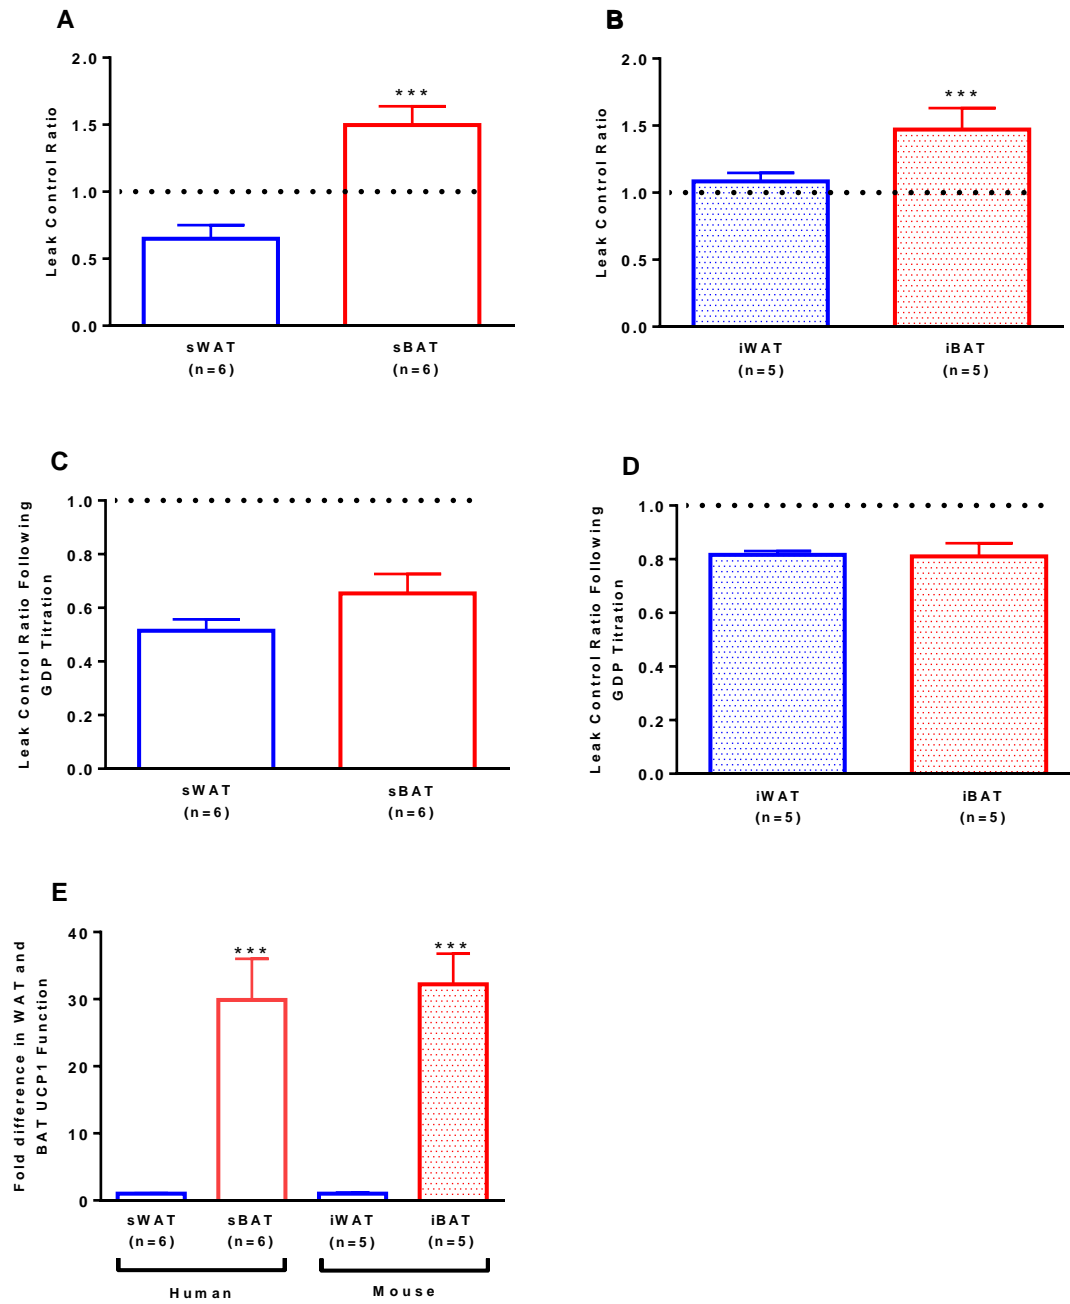 A
Leak Control Ratio
2.0
***
1.5
1.0
0.5
0.0
sWAT sBAT
(n=6) (n=6)
B
Leak Control Ratio
2.0
***
1.5
1.0
0.5
0.0
iWAT iBAT
(n=5) (n=5)
C
Leak Control Ratio Following
GDP Titration
1.0
0.8
0.6
0.4
0.2
0.0
sWAT sBAT
(n=6) (n=6)
D
Leak Control Ratio Following
GDP Titration
1.0
0.8
0.6
0.4
0.2
0.0
iWAT iBAT
(n=5) (n=5)
E
Fold difference in WAT and
BAT UCP1 Function
40
*** ***
30
20
10
0
sWAT sBAT iWAT iBAT
(n=6) (n=6) (n=5) (n=5)
Human Mouse